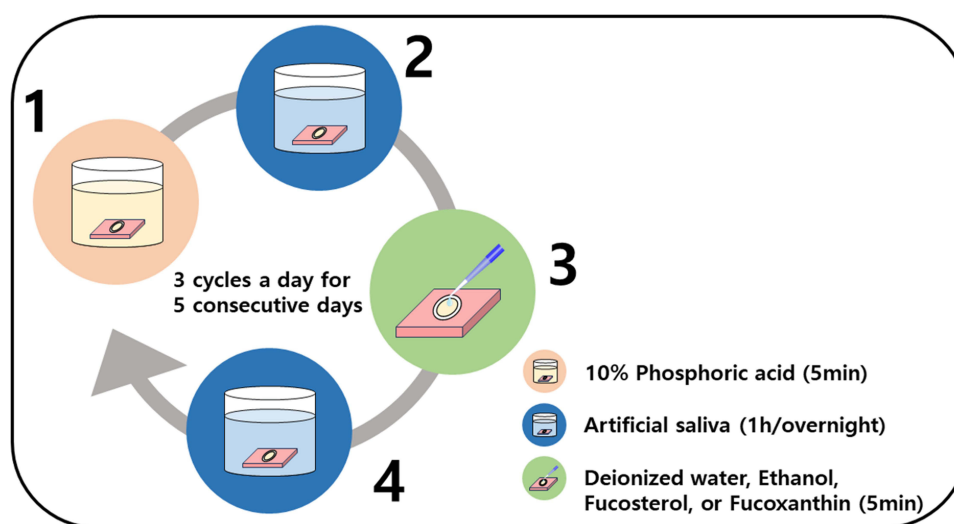 1
2
3
4
3 cycles a day for
5 consecutive days
10% Phosphoric acid (5min)
Artificial saliva (1h/overnight)
Deionized water, Ethanol,
Fucosterol, or Fucoxanthin (5min)